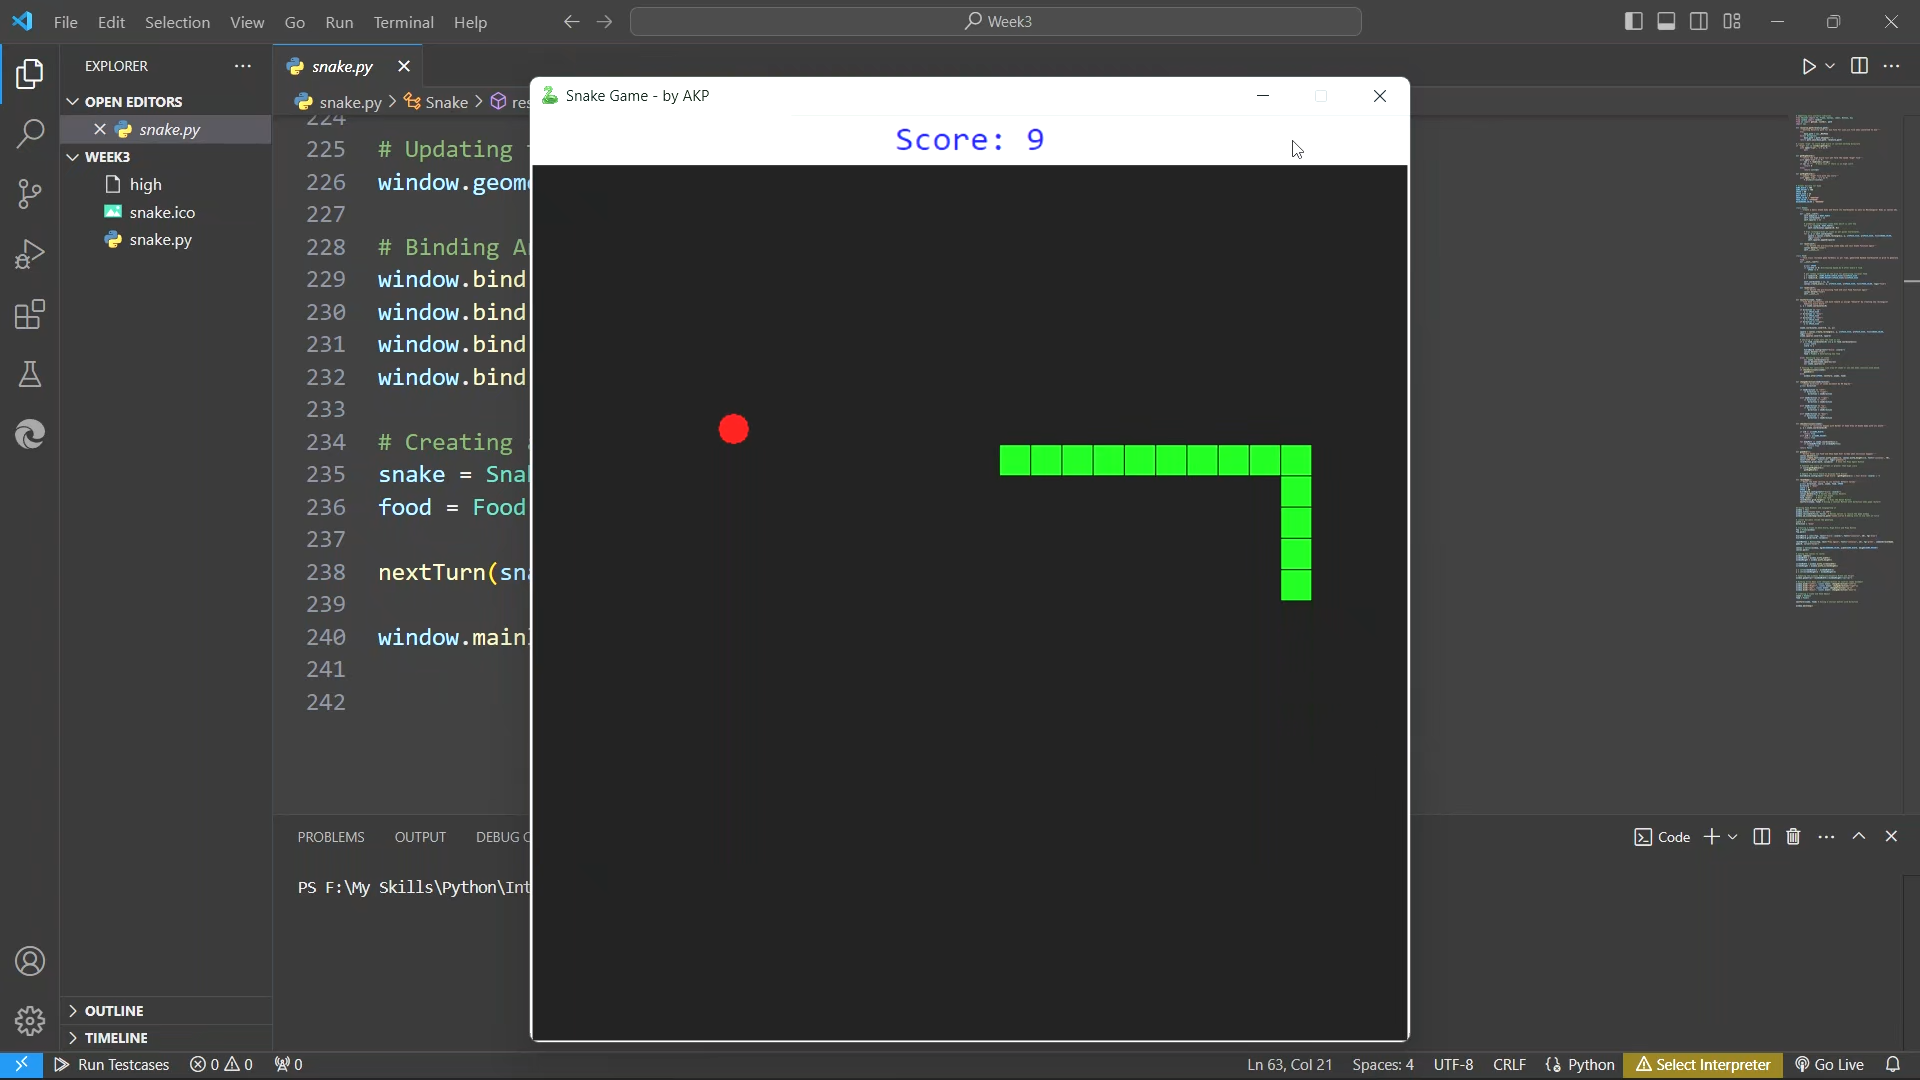 File Edit Selection View Go Run Terminal Help
Week3
EXPLORER
OPEN EDITORS
snake.py
WEEK3
high
snake.ico
snake.py
snake.py
snake.py > Snake >
224
225 # Updating
226 window.geom
227
228 # Binding A
229 window.bind
230 window.bind
231 window.bind
232 window.bind
233
234 # Creating
235 snake = Sna
236 food = Food
237
238 nextTurn(sn
239
240 window.main
241
242
Snake Game - by AKP
Score: 9
PROBLEMS OUTPUT DEBUG
Code
PS F:\My Skills\Python\Int
OUTLINE
TIMELINE
Run Testcases 0 0 0
Ln 63, Col 21 Spaces: 4 UTF-8 CRLF Python Select Interpreter Go Live